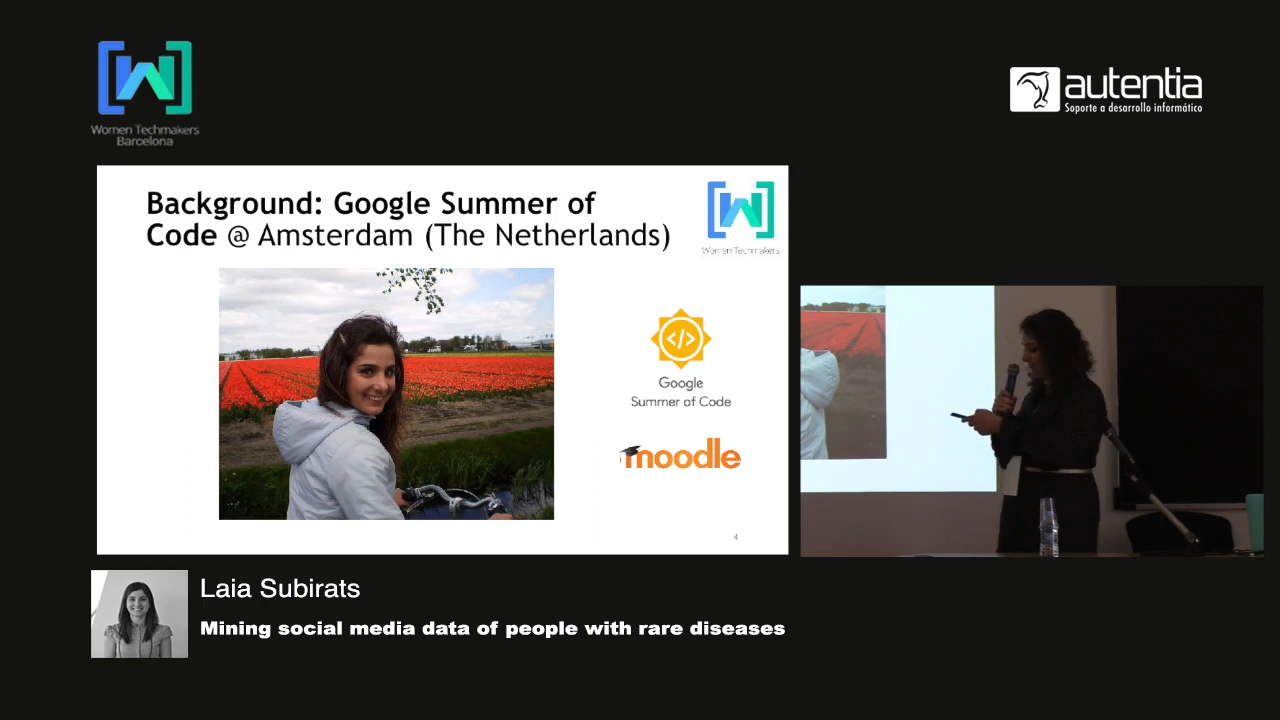 Women Techmakers
Barcelona
autentia
Soporte a desarrollo informático
Background: Google Summer of
Code @ Amsterdam (The Netherlands)
Women Techmakers
</>
Google
Summer of Code
moodle
4
Laia Subirats
Mining social media data of people with rare diseases